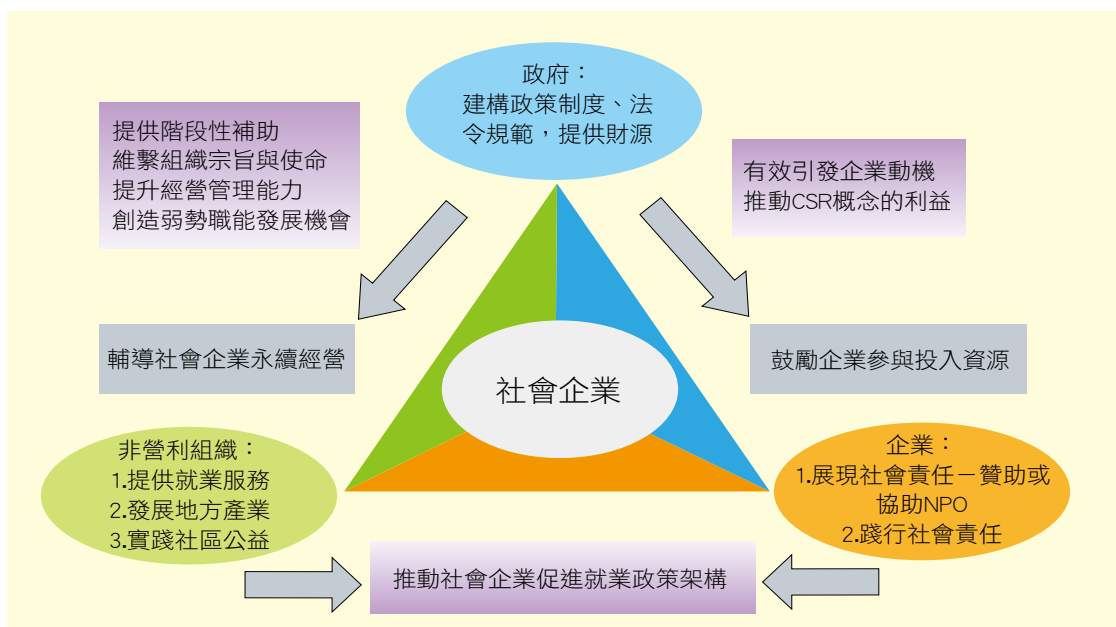 政府：
建構政策制度、法
令規範，提供財源
提供階段性補助
維繫組織宗旨與使命
提升經營管理能力
創造弱勢職能發展機會
有效引發企業動機
推動CSR概念的利益
輔導社會企業永續經營
鼓勵企業參與投入資源
社會企業
非營利組織：
1.提供就業服務
2.發展地方產業
3.實踐社區公益
企業：
1.展現社會責任－贊助或
協助NPO
2.踐行社會責任
推動社會企業促進就業政策架構